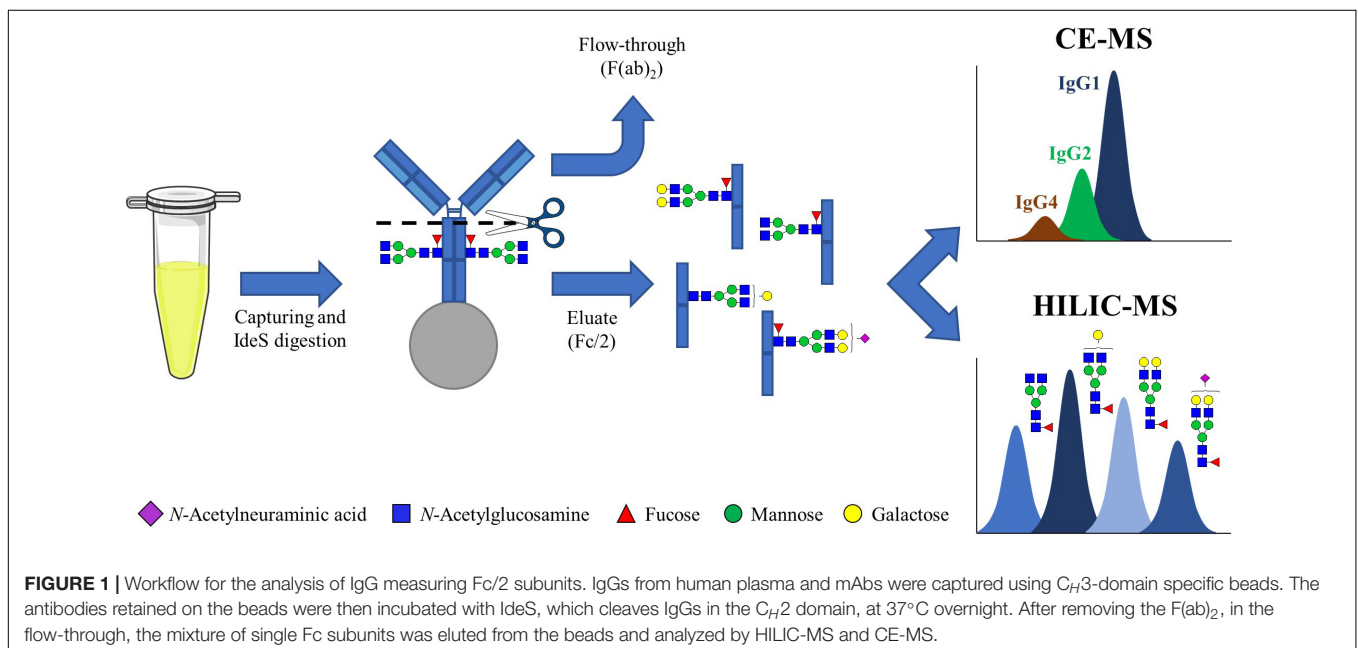 CE-MS
Flow-through
(F(ab)₂)
IgG1
IgG2
IgG4
Capturing and
IdeS digestion
Eluate
(Fc/2)
HILIC-MS
N-Acetylneuraminic acid N-Acetylglucosamine Fucose Mannose Galactose
FIGURE 1 | Workflow for the analysis of IgG measuring Fc/2 subunits. IgGs from human plasma and mAbs were captured using C_H3-domain specific beads. The
antibodies retained on the beads were then incubated with IdeS, which cleaves IgGs in the C_H2 domain, at 37°C overnight. After removing the F(ab)₂, in the
flow-through, the mixture of single Fc subunits was eluted from the beads and analyzed by HILIC-MS and CE-MS.